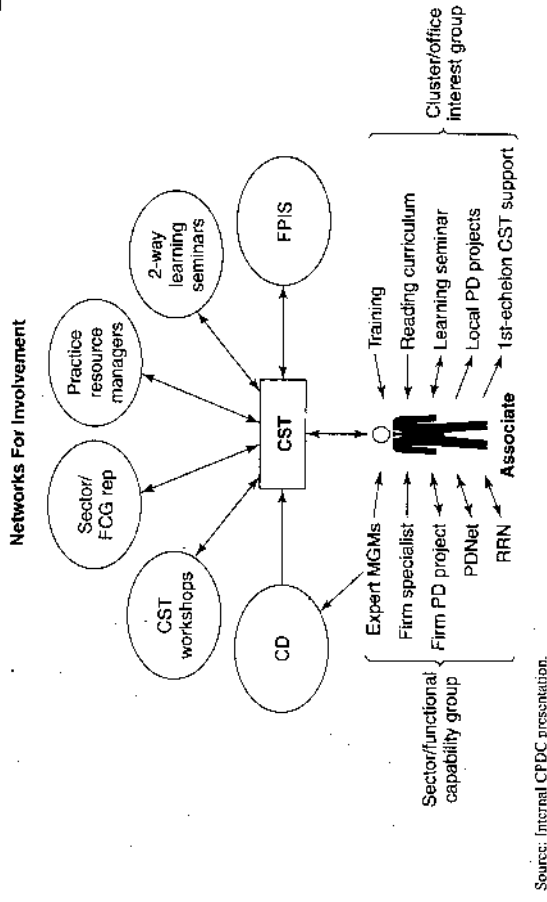 Networks For Involvement
CST
workshops
Sector/
FCG rep
Practice
resource
managers
2-way
learning
seminars
CD
CST
FPIS
Expert MGMs
Firm specialist
Firm PD project
PDNet
RRN
Sector/functional
capability group
Associate
Training
Reading curriculum
Learning seminar
Local PD projects
1st-echelon CST support
Cluster/office
interest group
Source: Internal CPDC presentation.